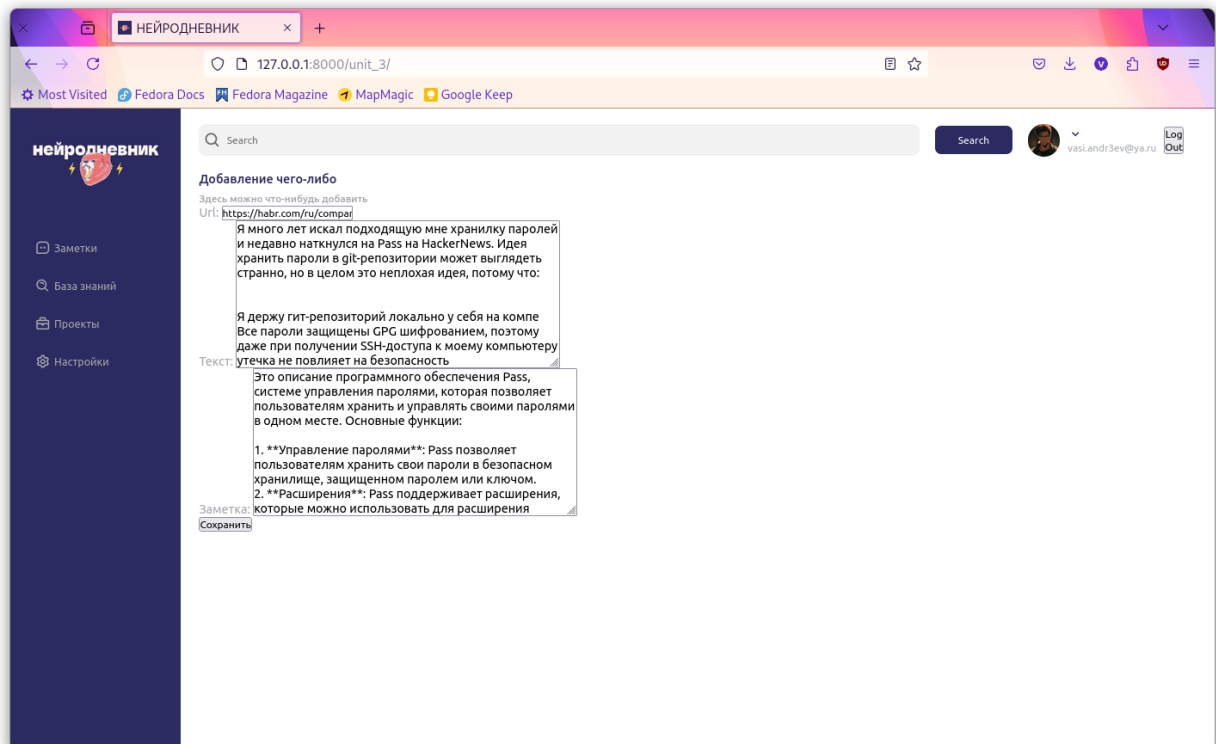 НЕЙРОДНЕВНИК
127.0.0.1:8000/unit_3/
Most Visited Fedora Docs Fedora Magazine MapMagic Google Keep
нейродневник
Search
Search
vasi.andr3ev@ya.ru
Log
Out
Добавление чего-либо
Здесь можно что-нибудь добавить
Url: https://habr.com/ru/compar
Заметки
База знаний
Проекты
Настройки
Я много лет искал подходящую мне хранилку паролей
и недавно наткнулся на Pass на HackerNews. Идея
хранить пароли в git-репозитории может выглядеть
странно, но в целом это неплохая идея, потому что:
Я держу гит-репозиторий локально у себя на компе
Все пароли защищены GPG шифрованием, поэтому
даже при получении SSH-доступа к моему компьютеру
Текст: утечка не повлияет на безопасность
Это описание программного обеспечения Pass,
системе управления паролями, которая позволяет
пользователям хранить и управлять своими паролями
в одном месте. Основные функции:
1. **Управление паролями**: Pass позволяет
пользователям хранить свои пароли в безопасном
хранилище, защищенном паролем или ключом.
2. **Расширения**: Pass поддерживает расширения,
Заметка: которые можно использовать для расширения
Сохранить